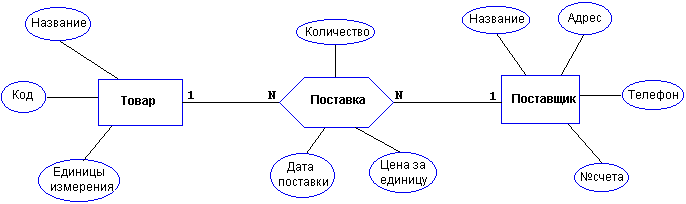 Название
Количество
Название
Адрес
Код
Товар
1
N
Поставка
N
1
Поставщик
Телефон
Единицы
измерения
Дата
поставки
Цена за
единицу
№счета